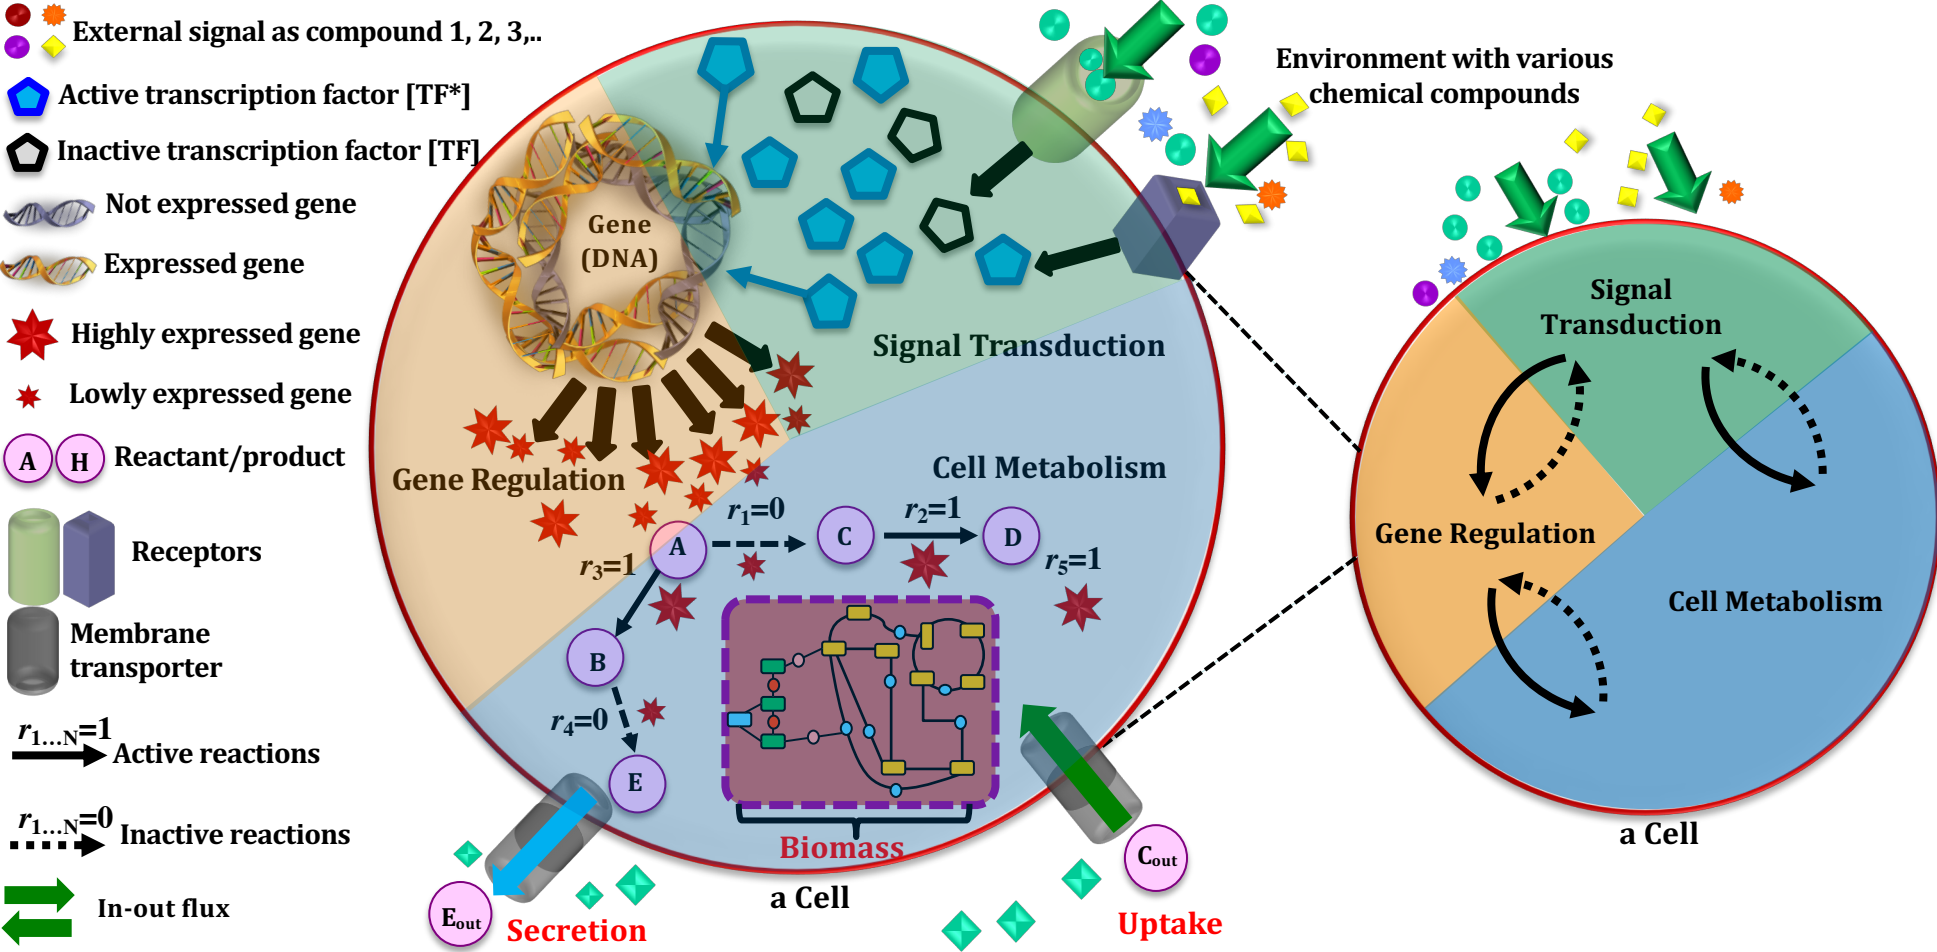 External signal as compound 1, 2, 3,..
Active transcription factor [TF*]
Inactive transcription factor [TF]
Not expressed gene
Expressed gene
Highly expressed gene
Lowly expressed gene
A H Reactant/product
Receptors
Membrane
transporter
r1...N=1
Active reactions
r1...N=0
Inactive reactions
In-out flux
Gene
(DNA)
Signal Transduction
Gene Regulation
Cell Metabolism
r1=0
r2=1
A
C
D
r3=1
r5=1
B
r4=0
E
Biomass
a Cell
Eout
Secretion
Cout
Uptake
Environment with various
chemical compounds
Signal
Transduction
Gene Regulation
Cell Metabolism
a Cell